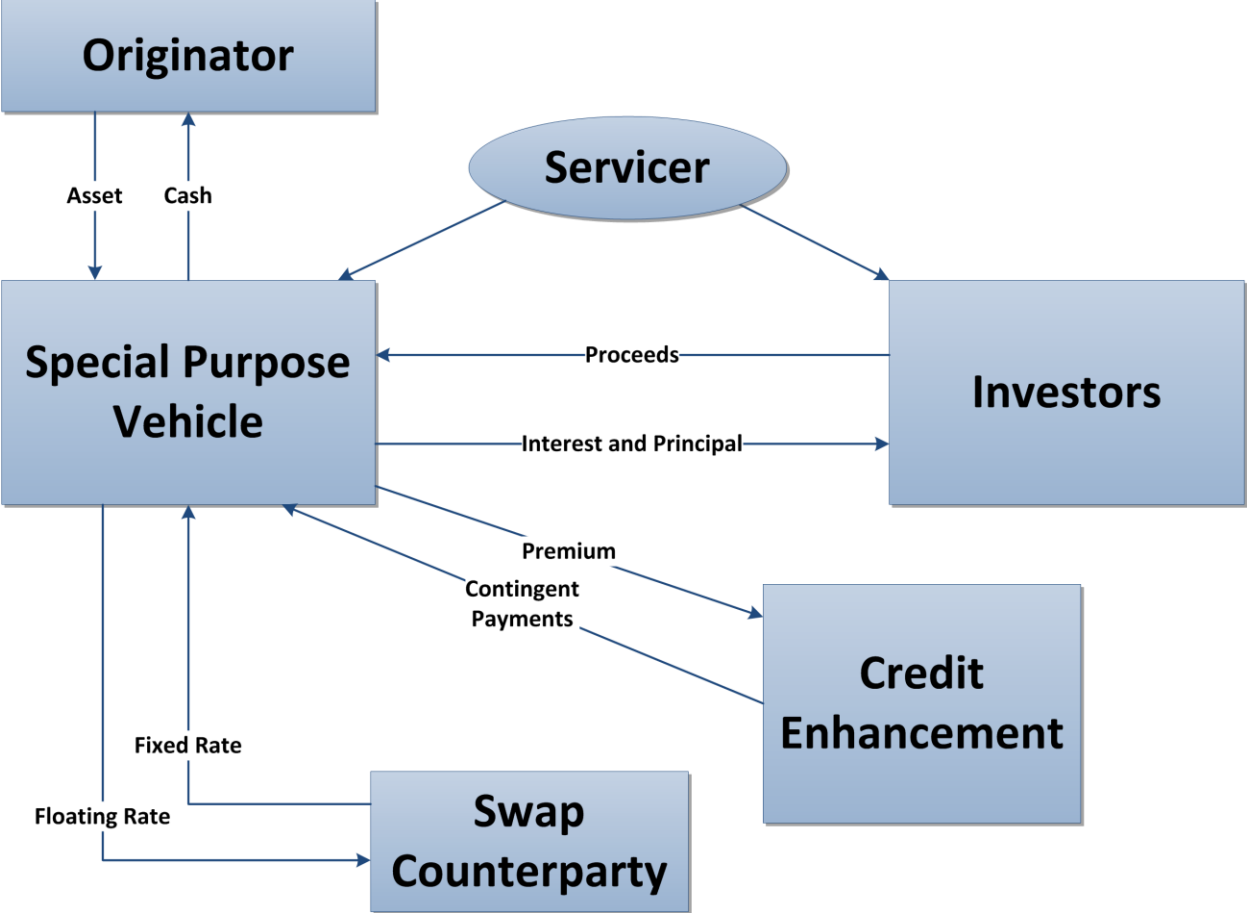 Originator
Asset
Cash
Servicer
Special Purpose
Vehicle
Proceeds
Interest and Principal
Investors
Premium
Contingent
Payments
Credit
Enhancement
Fixed Rate
Floating Rate
Swap
Counterparty